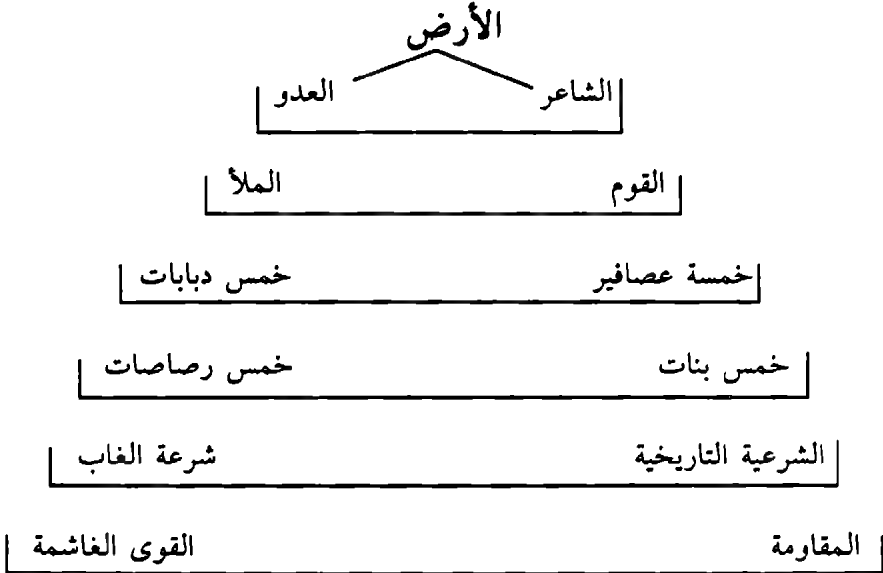 الأرض
الشاعر العدو
القوم الملأ
خمسة عصافير خمس دبابات
خمس بنات خمس رصاصات
الشرعية التاريخية شرعة الغاب
المقاومة القوى الغاشمة